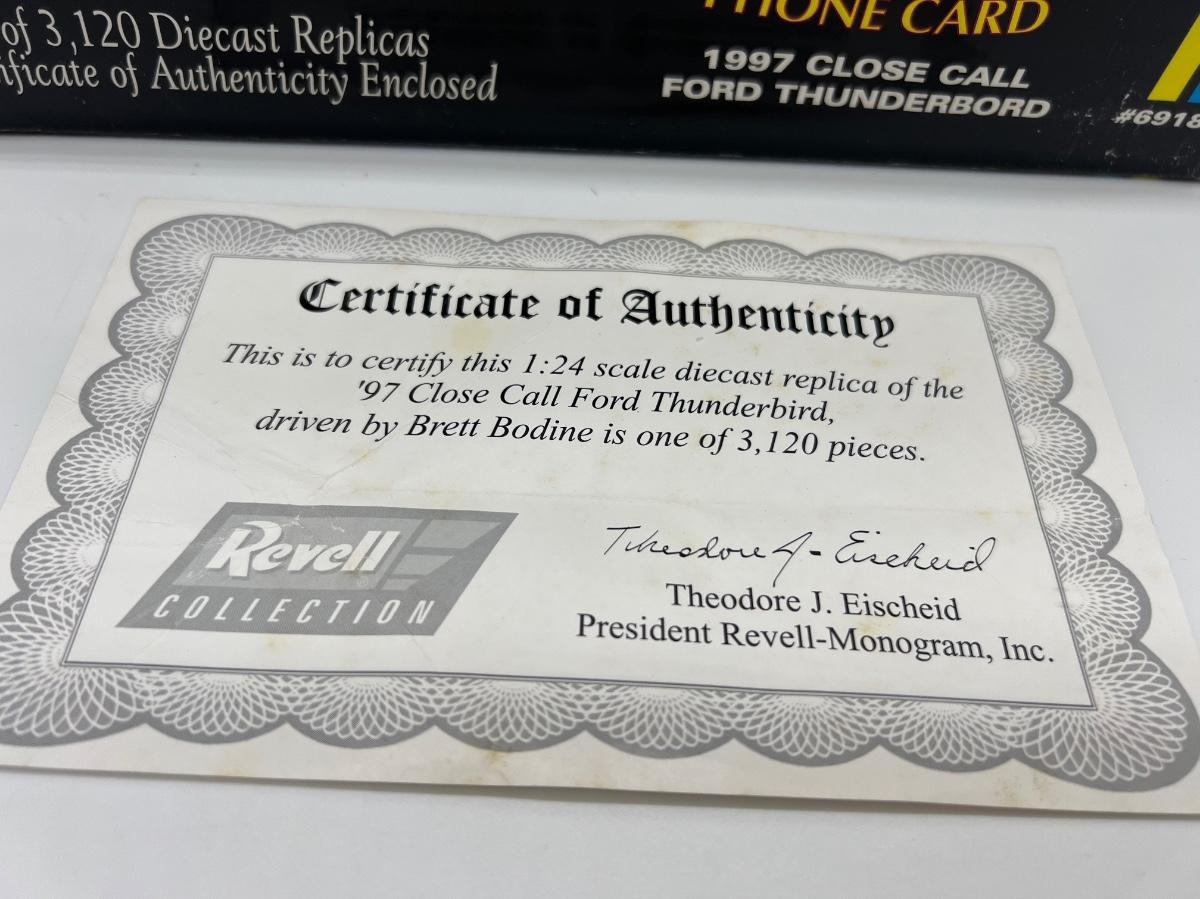 of 3,120 Diecast Replicas
ificate of Authenticity Enclosed
PHONE CARD
1997 CLOSE CALL
FORD THUNDERBORD
#6918
Certificate of Authenticity
This is to certify this 1:24 scale diecast replica of the
'97 Close Call Ford Thunderbird,
driven by Brett Bodine is one of 3,120 pieces.
Revell
COLLECTION
Theodore J. Eischeid
Theodore J. Eischeid
President Revell-Monogram, Inc.